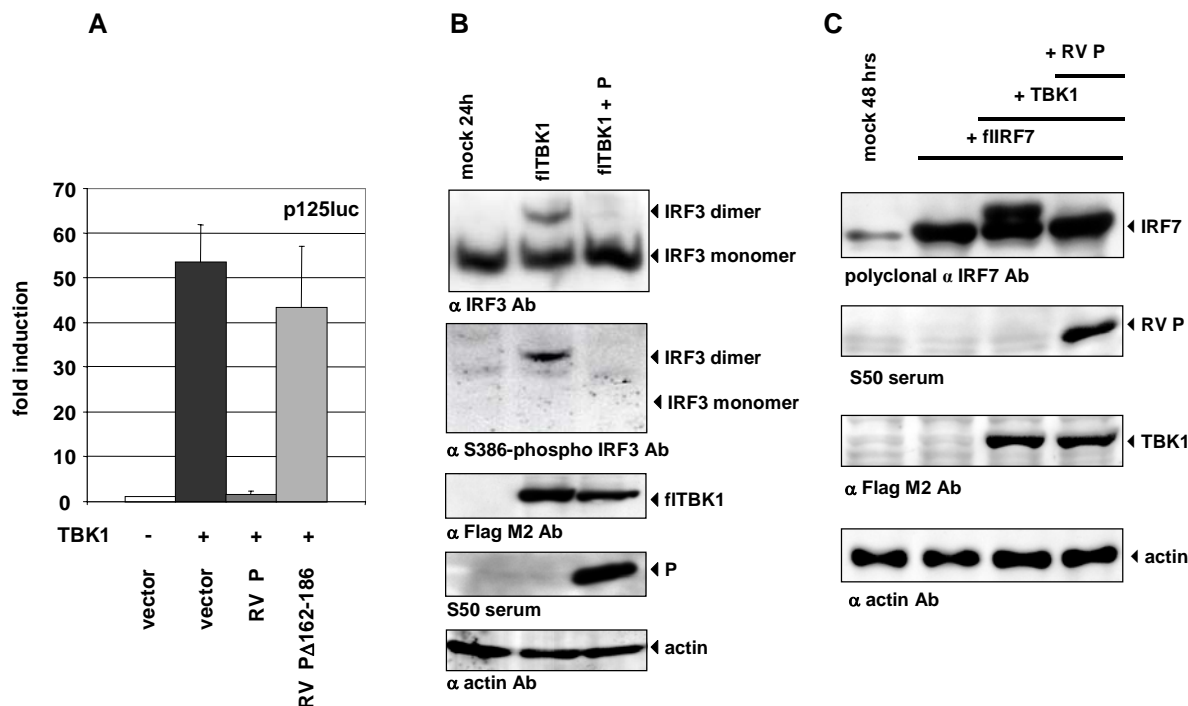 A
p125luc
fold induction
70
60
50
40
30
20
10
0
TBK1 - + + +
vector
vector
RV P
RV PΔ162-186
B
mock 24h
flTBK1
flTBK1 + P
IRF3 dimer
IRF3 monomer
α IRF3 Ab
IRF3 dimer
IRF3 monomer
α S386-phospho IRF3 Ab
flTBK1
α Flag M2 Ab
P
S50 serum
actin
α actin Ab
C
mock 48 hrs
+ RV P
+ TBK1
+ flIRF7
IRF7
polyclonal α IRF7 Ab
RV P
S50 serum
TBK1
α Flag M2 Ab
actin
α actin Ab